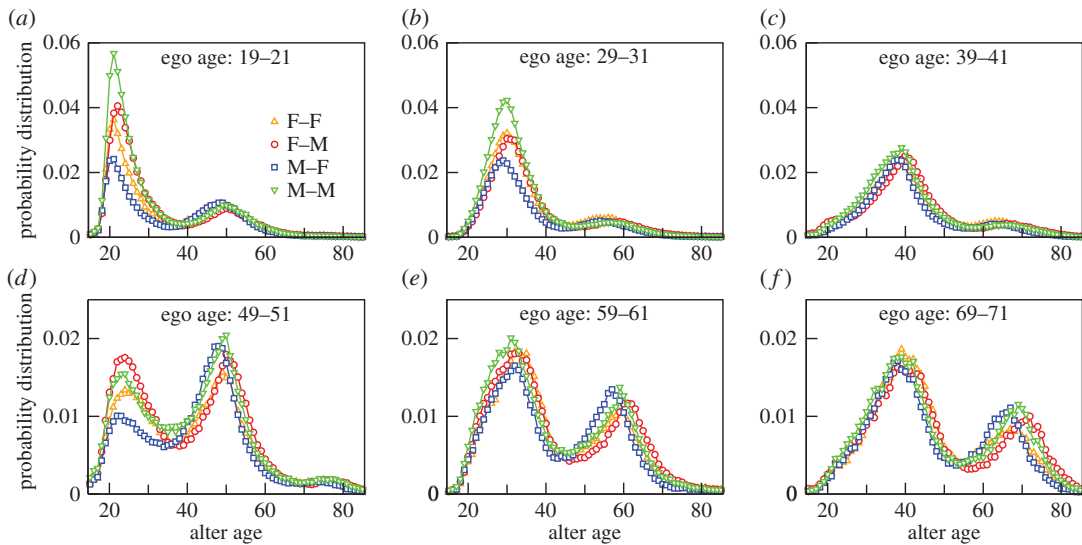 (a) (b) (c)
0.06 0.06 0.06
ego age: 19–21 ego age: 29–31 ego age: 39–41
probability distribution
0.04 0.04 0.04
F–F
F–M
M–F
M–M
0.02 0.02 0.02
0 0 0
20 40 60 80 20 40 60 80 20 40 60 80
(d) (e) (f)
ego age: 49–51 ego age: 59–61 ego age: 69–71
probability distribution
0.02 0.02 0.02
0.01 0.01 0.01
0 0 0
20 40 60 80 20 40 60 80 20 40 60 80
alter age alter age alter age